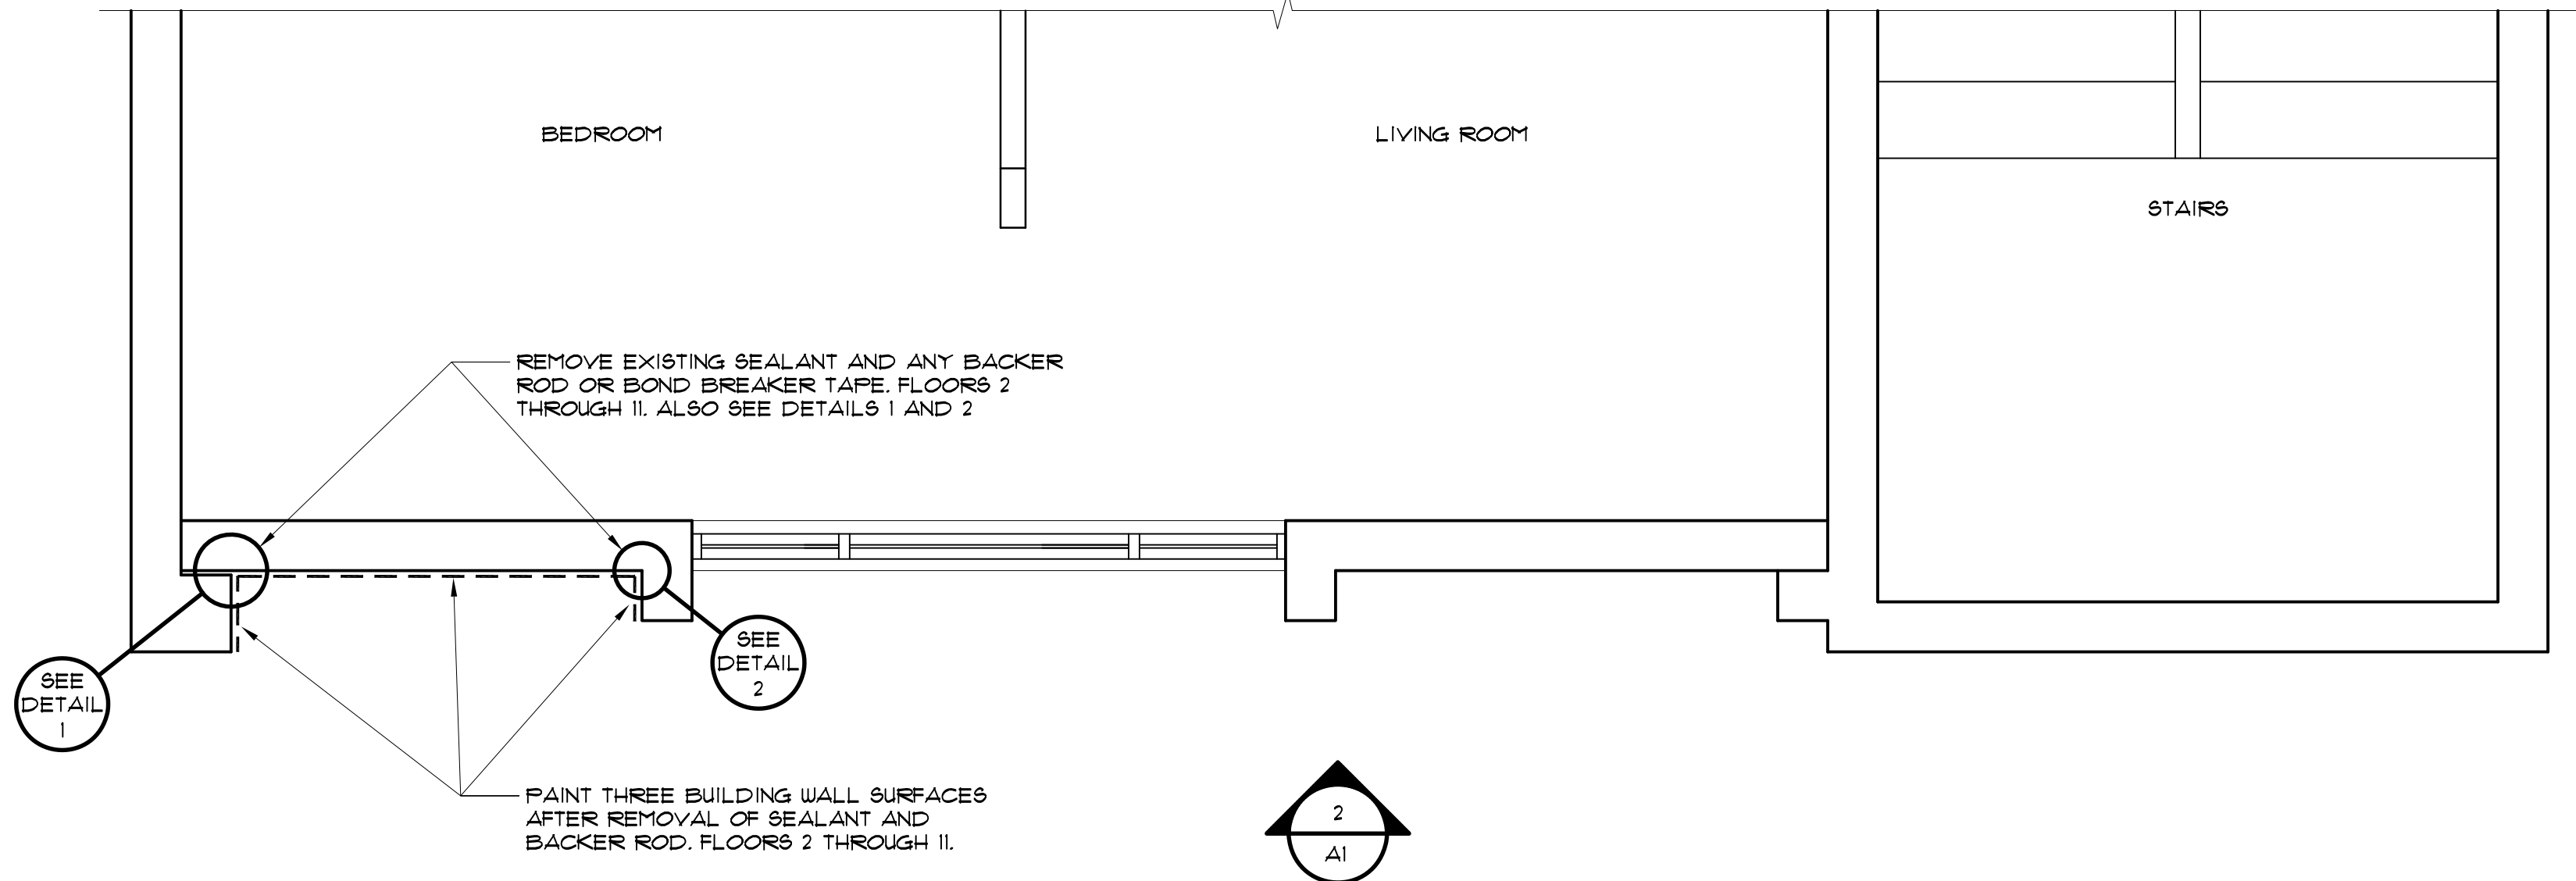 BEDROOM
LIVING ROOM
STAIRS
REMOVE EXISTING SEALANT AND ANY BACKER
ROD OR BOND BREAKER TAPE. FLOORS 2
THROUGH 11. ALSO SEE DETAILS 1 AND 2
SEE
DETAIL
2
SEE
DETAIL
1
PAINT THREE BUILDING WALL SURFACES
AFTER REMOVAL OF SEALANT AND
BACKER ROD. FLOORS 2 THROUGH 11.
2
A1